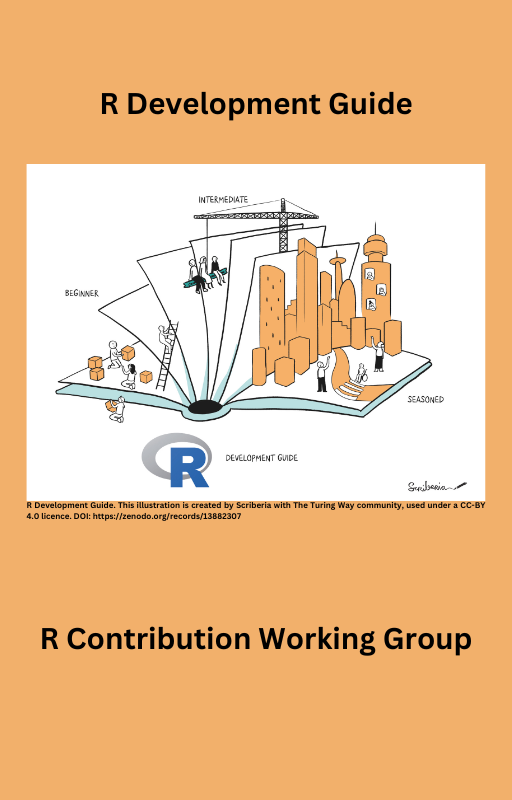 R Development Guide
INTERMEDIATE
BEGINNER
SEASONED
R
DEVELOPMENT GUIDE
Scriberia
R Development Guide. This illustration is created by Scriberia with The Turing Way community, used under a CC-BY
4.0 licence. DOI: https://zenodo.org/records/13882307
R Contribution Working Group